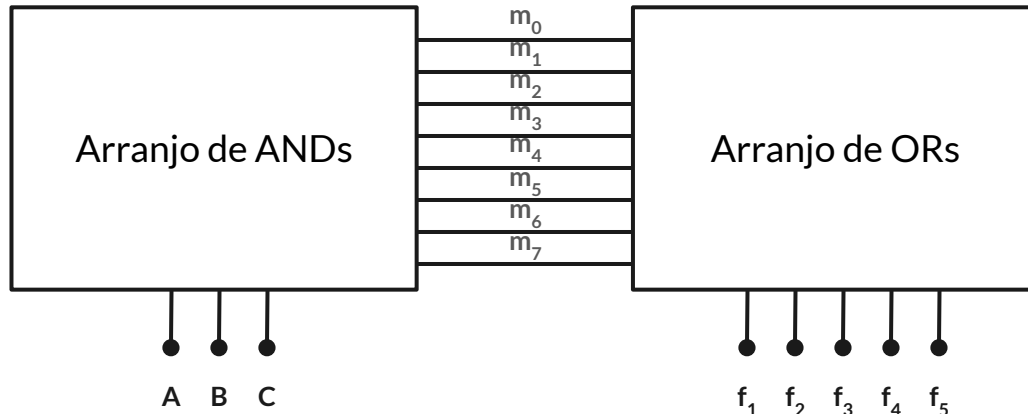 m₀
m₁
m₂
m₃
Arranjo de ANDs
Arranjo de ORs
m₄
m₅
m₆
m₇
A B C
f₁ f₂ f₃ f₄ f₅